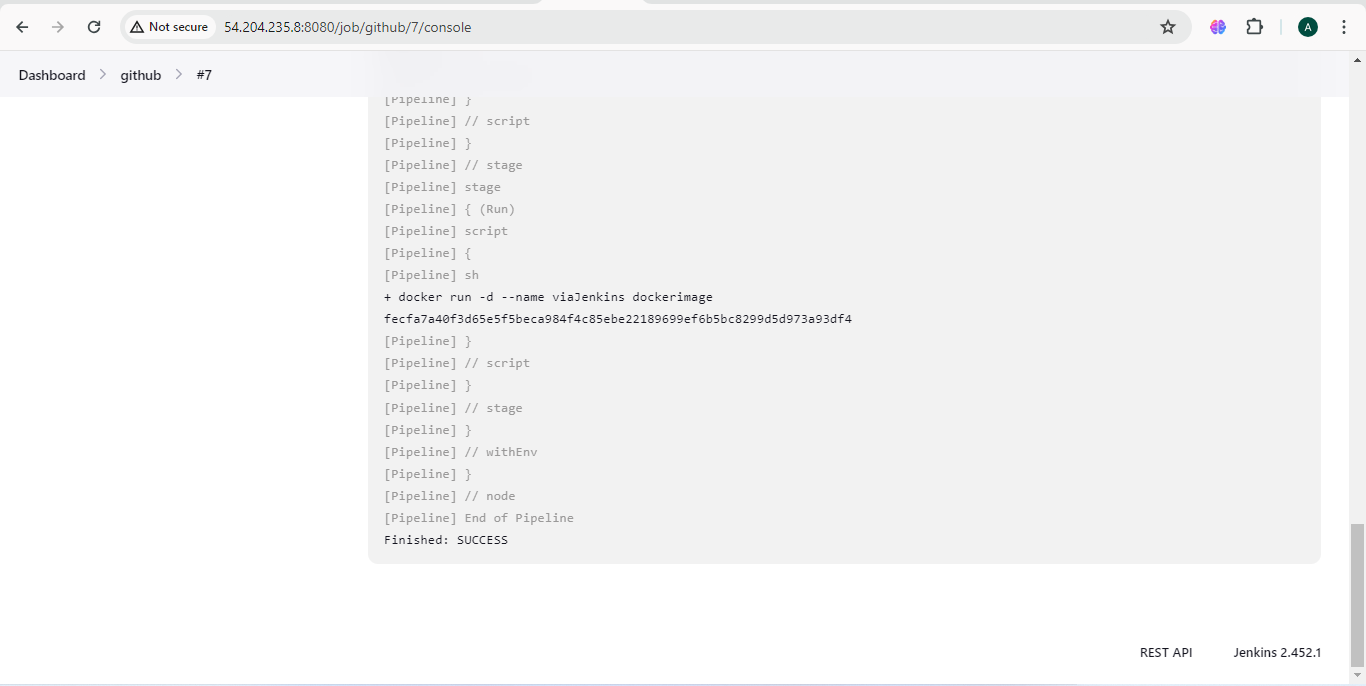 Not secure 54.204.235.8:8080/job/github/7/console A
Dashboard > github > #7
[Pipeline] }
[Pipeline] // script
[Pipeline] }
[Pipeline] // stage
[Pipeline] stage
[Pipeline] { (Run)
[Pipeline] script
[Pipeline] {
[Pipeline] sh
+ docker run -d --name viaJenkins dockerimage
fecfa7a40f3d65e5f5beca984f4c85ebe22189699ef6b5bc8299d5d973a93df4
[Pipeline] }
[Pipeline] // script
[Pipeline] }
[Pipeline] // stage
[Pipeline] }
[Pipeline] // withEnv
[Pipeline] }
[Pipeline] // node
[Pipeline] End of Pipeline
Finished: SUCCESS
REST API Jenkins 2.452.1